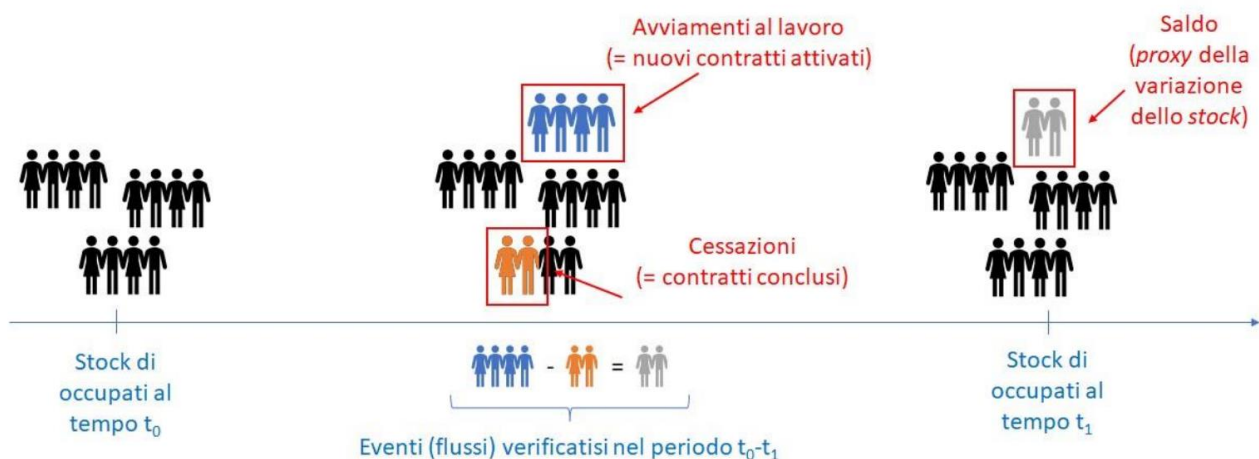 Avviamenti al lavoro
(= nuovi contratti attivati)
Saldo
(proxy della
variazione
dello stock)
Cessazioni
(= contratti conclusi)
Stock di
occupati al
tempo t₀
- =
Eventi (flussi) verificatisi nel periodo t₀-t₁
Stock di
occupati al
tempo t₁